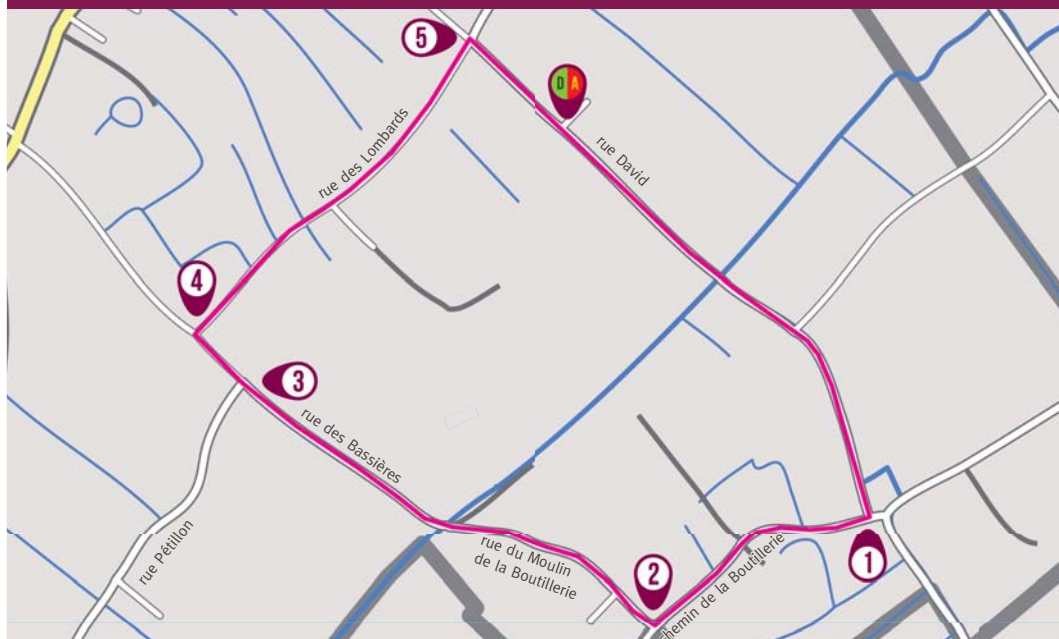 5
D A
rue David
rue des Lombards
4
3
rue des Bassières
rue Pétillon
rue du Moulin
de la Boutillerie
2
hemin de la Boutillerie
1